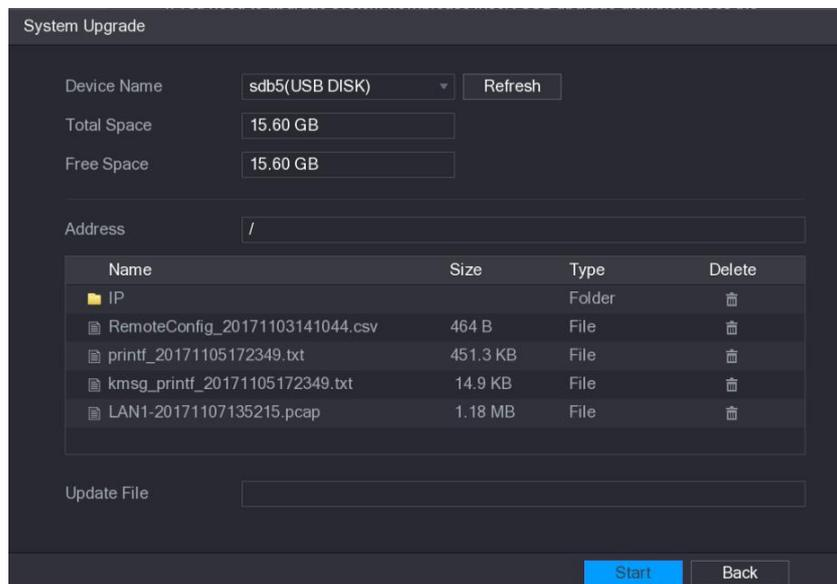 System Upgrade
Device Name sdb5(USB DISK) Refresh
Total Space 15.60 GB
Free Space 15.60 GB
Address /
Name Size Type Delete
IP Folder
RemoteConfig_20171103141044.csv 464 B File
printf_20171105172349.txt 451.3 KB File
kmsg_printf_20171105172349.txt 14.9 KB File
LAN1-20171107135215.pcap 1.18 MB File
Update File
Start Back